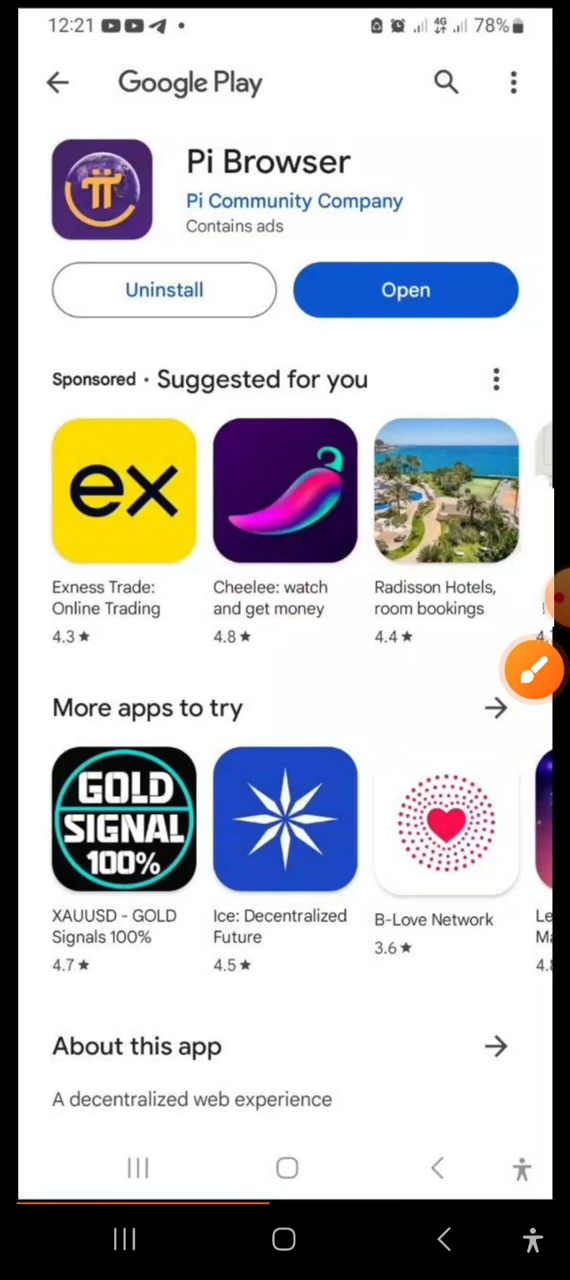 12:21
4G
78%
Google Play
Pi Browser
Pi Community Company
Contains ads
Uninstall
Open
Sponsored · Suggested for you
ex
Exness Trade:
Online Trading
4.3★
Cheelee: watch
and get money
4.8★
Radisson Hotels,
room bookings
4.4★
More apps to try
GOLD
SIGNAL
100%
XAUUSD - GOLD
Signals 100%
4.7★
Ice: Decentralized
Future
4.5★
B-Love Network
3.6★
Le
About this app
A decentralized web experience